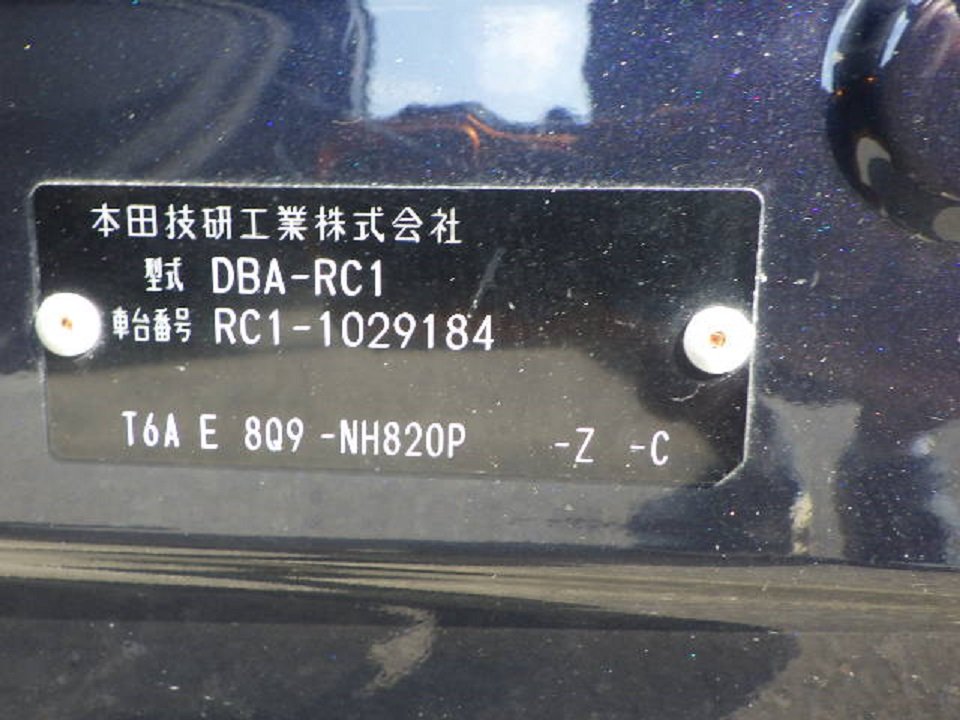 本田技研工業株式会社
型式 DBA-RC1
車台番号 RC1-1029184
T6A E 8Q9 -NH820P -Z -C